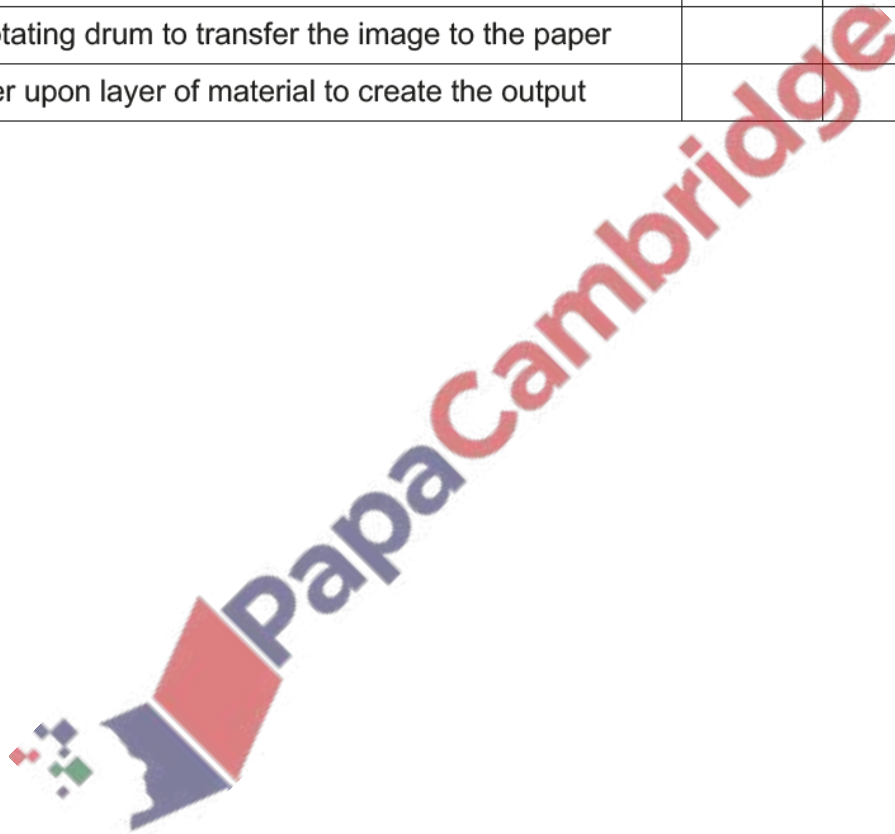 tating drum to transfer the image to the paper
er upon layer of material to create the output
PapaCambridge